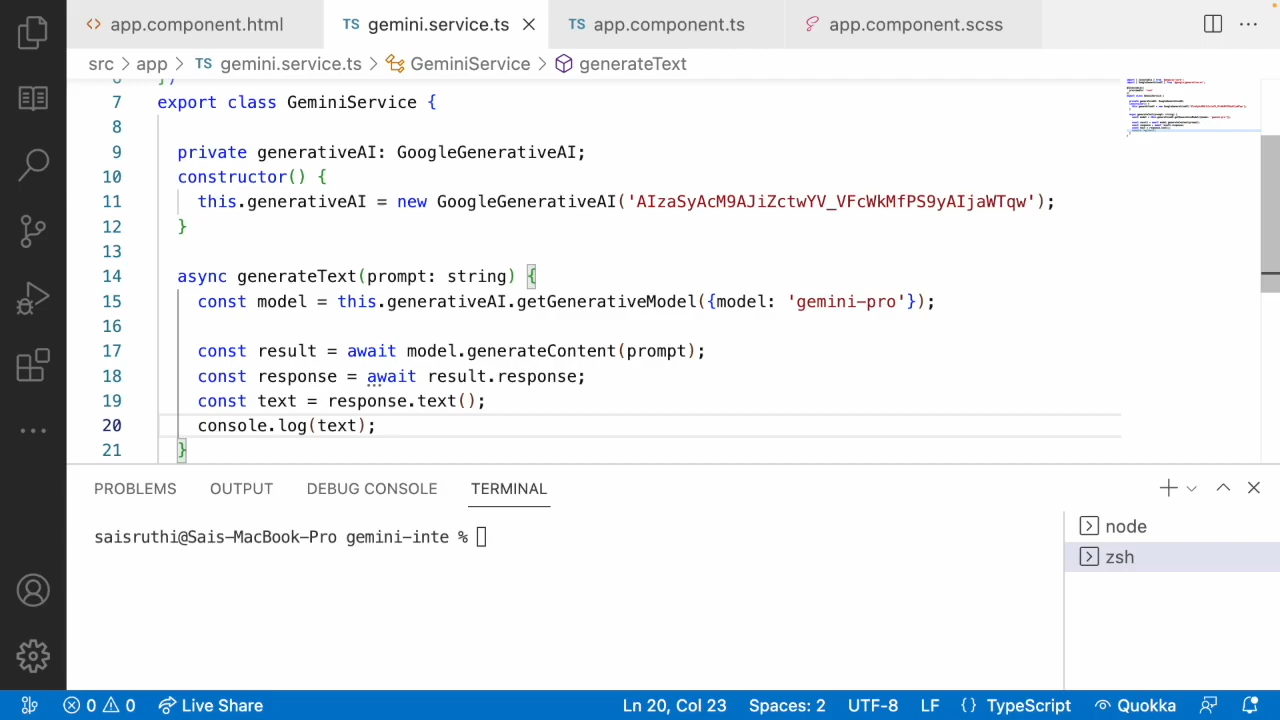 app.component.html
TS gemini.service.ts
TS app.component.ts
app.component.scss
src > app > TS gemini.service.ts > GeminiService > generateText
7 export class GeminiService {
8
9 private generativeAI: GoogleGenerativeAI;
10 constructor() {
11 this.generativeAI = new GoogleGenerativeAI('AIzaSyAcM9AJiZctwYV_VFcWkMfPS9yAIjaWTqw');
12 }
13
14 async generateText(prompt: string) {
15 const model = this.generativeAI.getGenerativeModel({model: 'gemini-pro'});
16
17 const result = await model.generateContent(prompt);
18 const response = await result.response;
19 const text = response.text();
20 console.log(text);
21 }
PROBLEMS OUTPUT DEBUG CONSOLE TERMINAL
saisruthi@Sais-MacBook-Pro gemini-inte %
node
zsh
0 0 Live Share Ln 20, Col 23 Spaces: 2 UTF-8 LF {} TypeScript Quokka